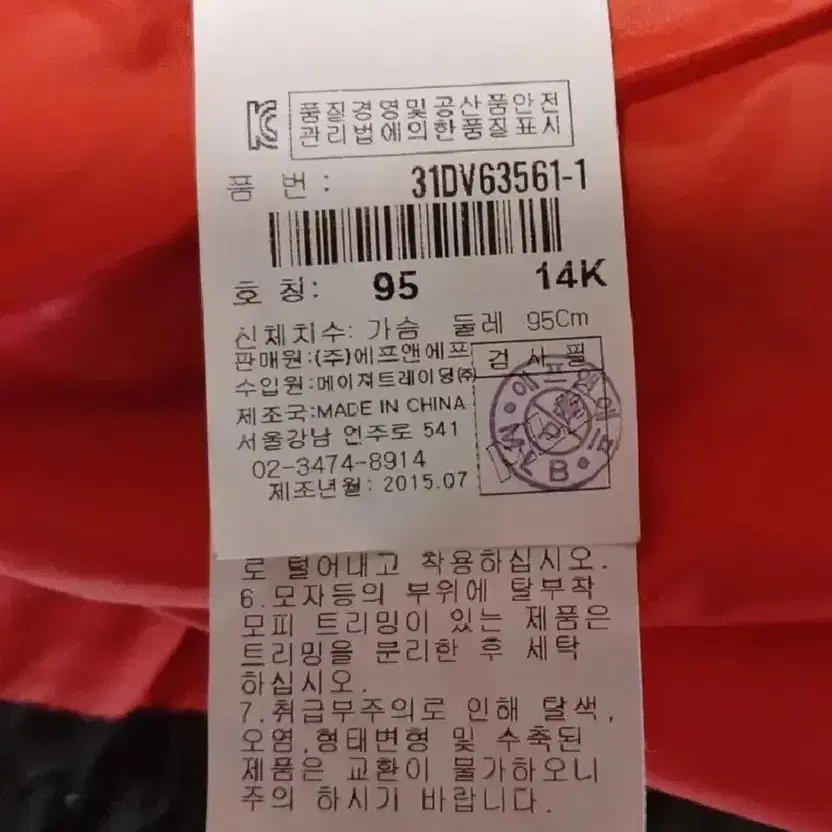 품질경영및공산품안전
관리법에의한품질표시
품 번 : 31DV63561-1
호 칭: 95 14K
신체치수: 가슴 둘레 95Cm
판매원:(주)에프앤에프
검 사 필
수입원:메이져트레이딩㈜
제조국:MADE IN CHINA
서울강남 언주로 541
02-3474-8914
제조년월: 2015.07
로 털어내고 착용하십시오.
6.모자등의 부위에 탈부착
모피 트리밍이 있는 제품은
트리밍을 분리한 후 세탁
하십시오.
7.취급부주의로 인해 탈색,
오염,형태변형 및 수축된
제품은 교환이 불가하오니
주의 하시기 바랍니다.